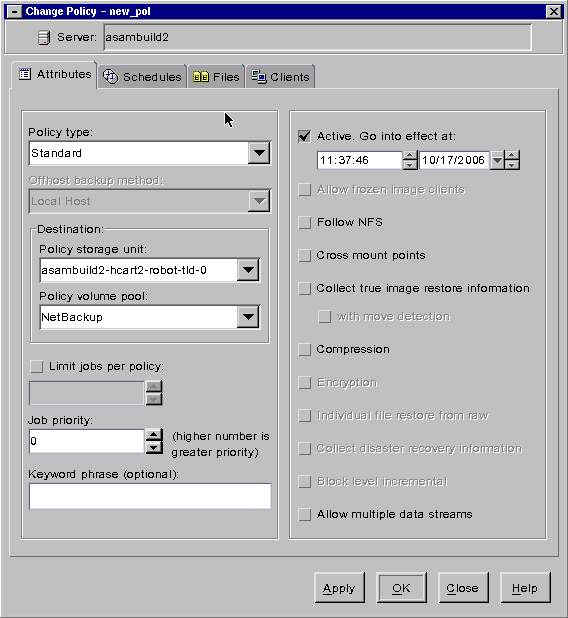 Change Policy – new_pol
Server: asambuild2
Attributes Schedules Files Clients
Policy type:
Standard
Offhost backup method:
Local Host
Destination:
Policy storage unit:
asambuild2-hcart2-robot-tld-0
Policy volume pool:
NetBackup
Limit jobs per policy:
Job priority:
0
(higher number is
greater priority)
Keyword phrase (optional):
Active. Go into effect at:
11:37:46 10/17/2006
Allow frozen image clients
Follow NFS
Cross mount points
Collect true image restore information
with move detection
Compression
Encryption
Individual file restore from raw
Collect disaster recovery information
Block level incremental
Allow multiple data streams
Apply OK Close Help